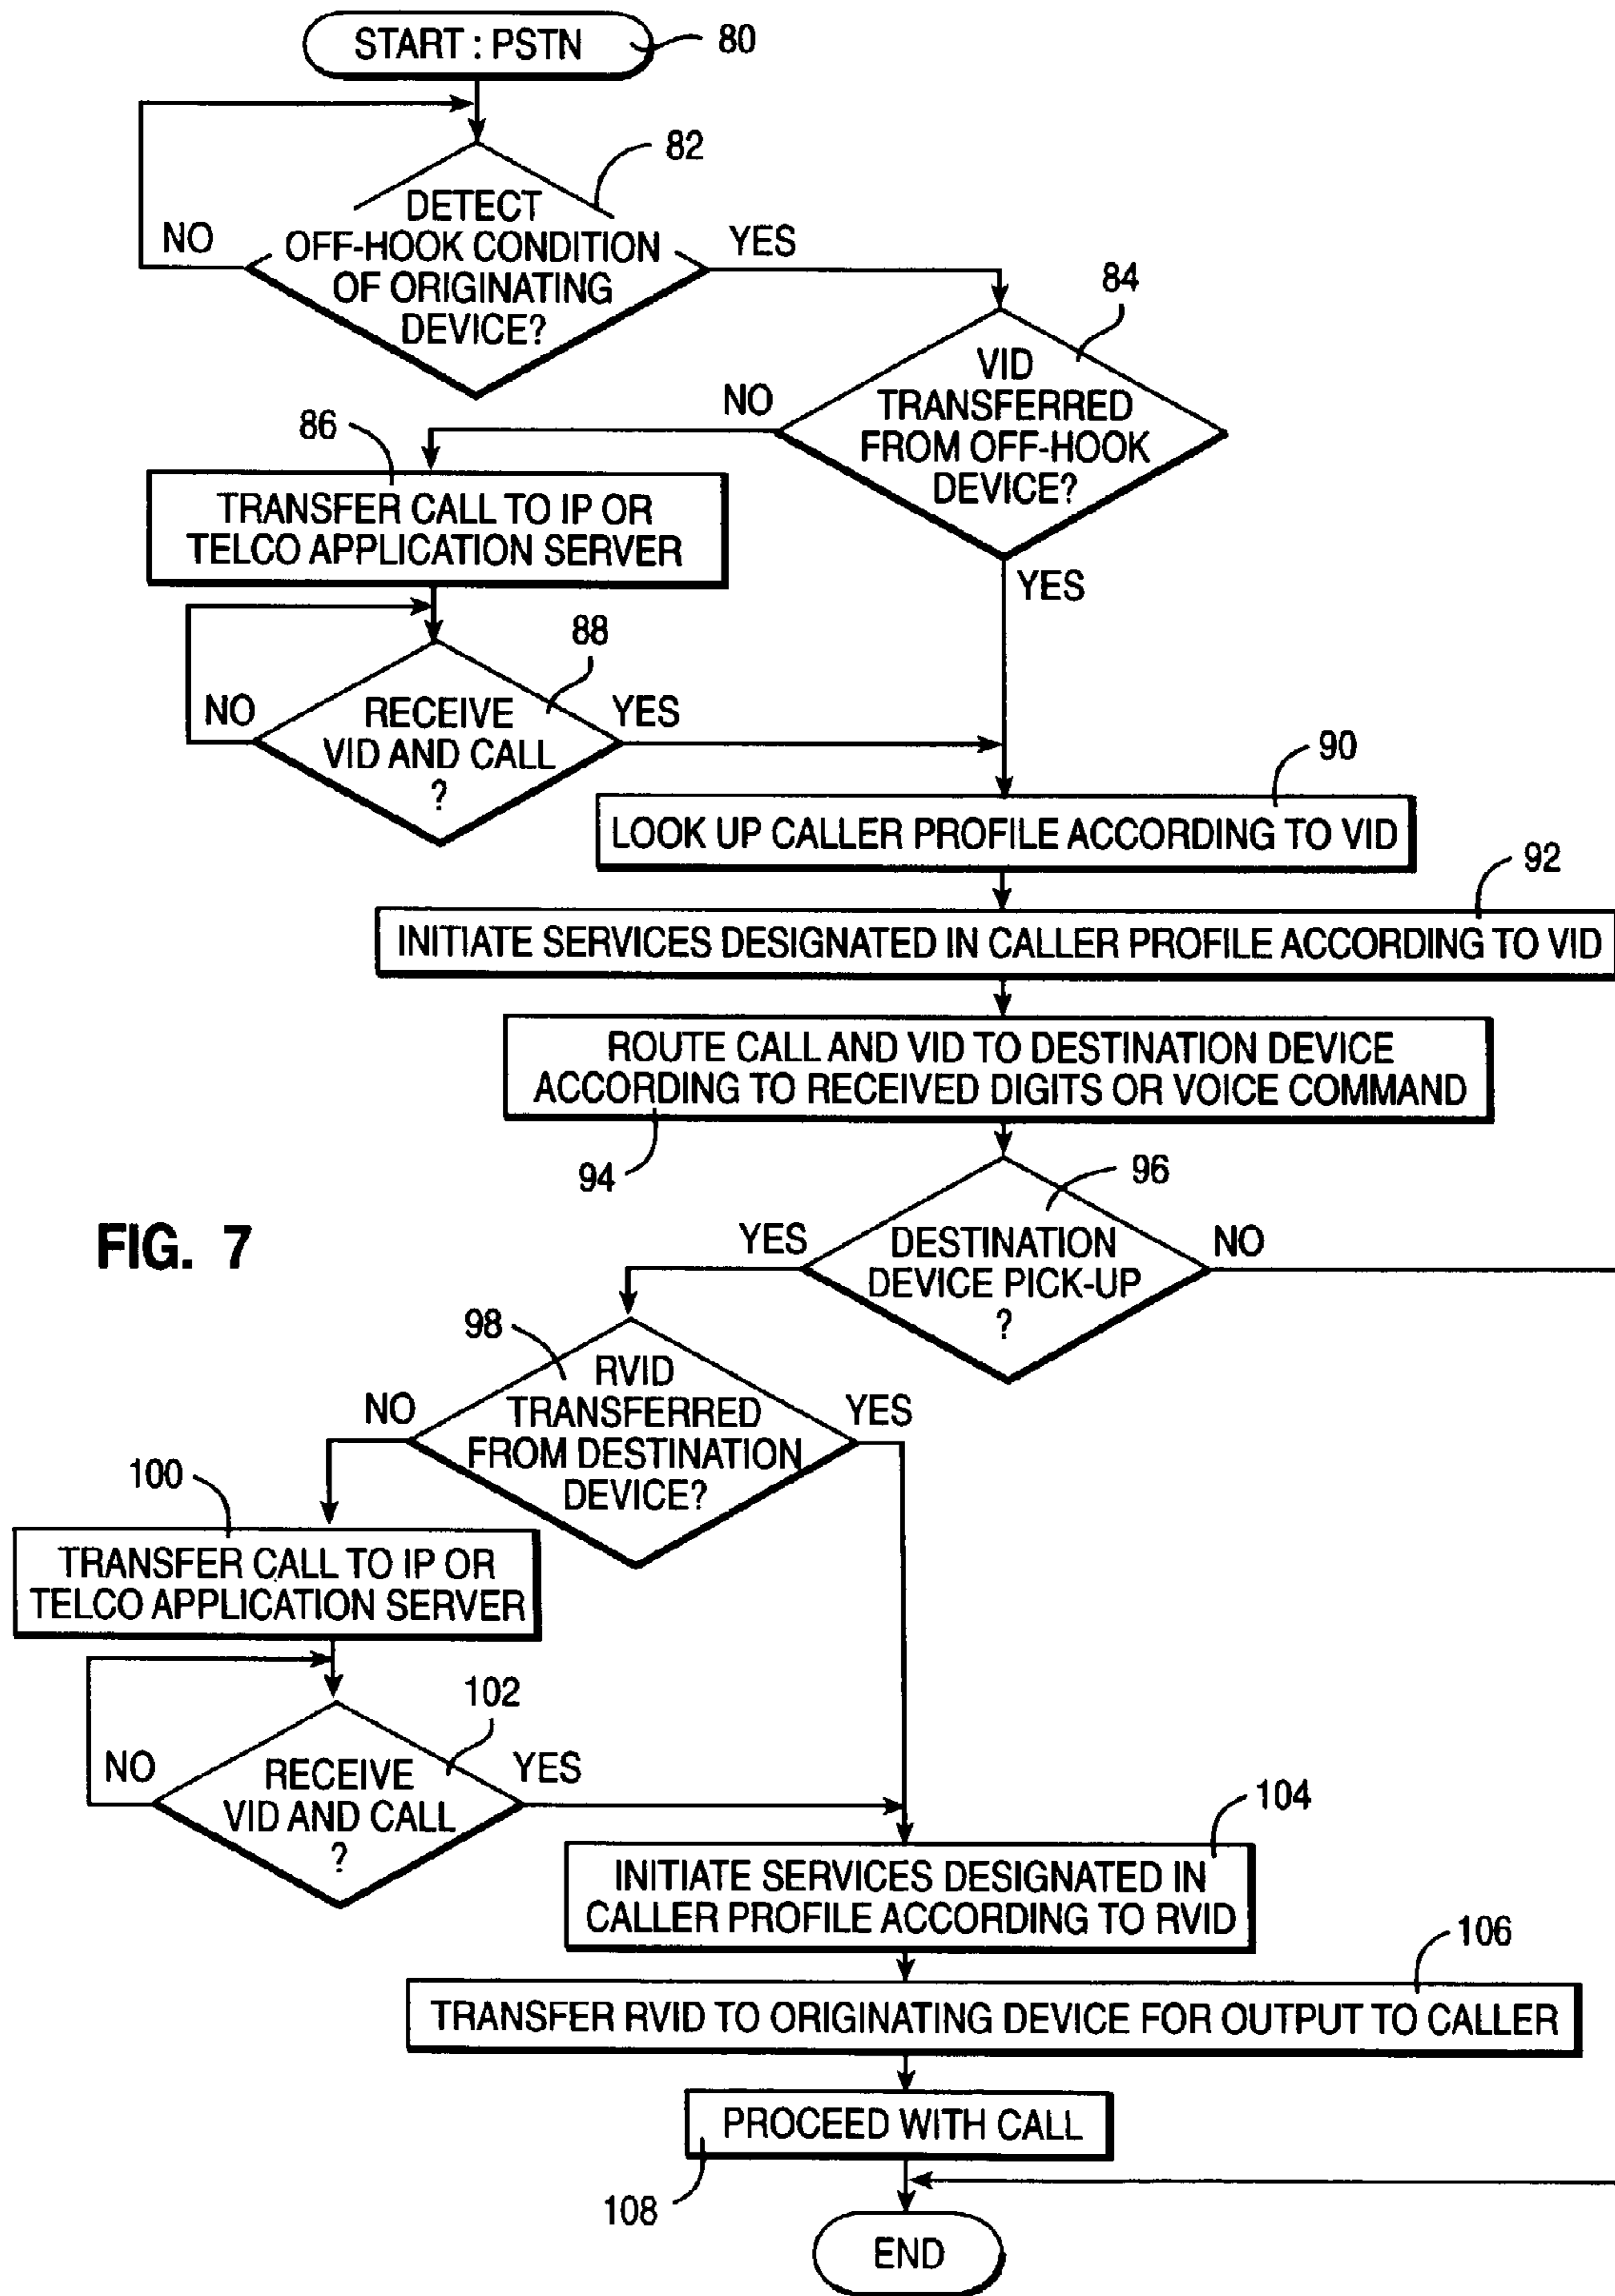 START : PSTN
80
82
DETECT
OFF-HOOK CONDITION
OF ORIGINATING
DEVICE?
NO
YES
84
VID
TRANSFERRED
FROM OFF-HOOK
DEVICE?
NO
YES
86
TRANSFER CALL TO IP OR
TELCO APPLICATION SERVER
88
RECEIVE
VID AND CALL
?
NO
YES
90
LOOK UP CALLER PROFILE ACCORDING TO VID
92
INITIATE SERVICES DESIGNATED IN CALLER PROFILE ACCORDING TO VID
ROUTE CALL AND VID TO DESTINATION DEVICE
ACCORDING TO RECEIVED DIGITS OR VOICE COMMAND
94
96
DESTINATION
DEVICE PICK-UP
?
YES
NO
FIG. 7
98
RVID
TRANSFERRED
FROM DESTINATION
DEVICE?
NO
YES
100
TRANSFER CALL TO IP OR
TELCO APPLICATION SERVER
102
RECEIVE
VID AND CALL
?
NO
YES
104
INITIATE SERVICES DESIGNATED IN
CALLER PROFILE ACCORDING TO RVID
106
TRANSFER RVID TO ORIGINATING DEVICE FOR OUTPUT TO CALLER
PROCEED WITH CALL
108
END